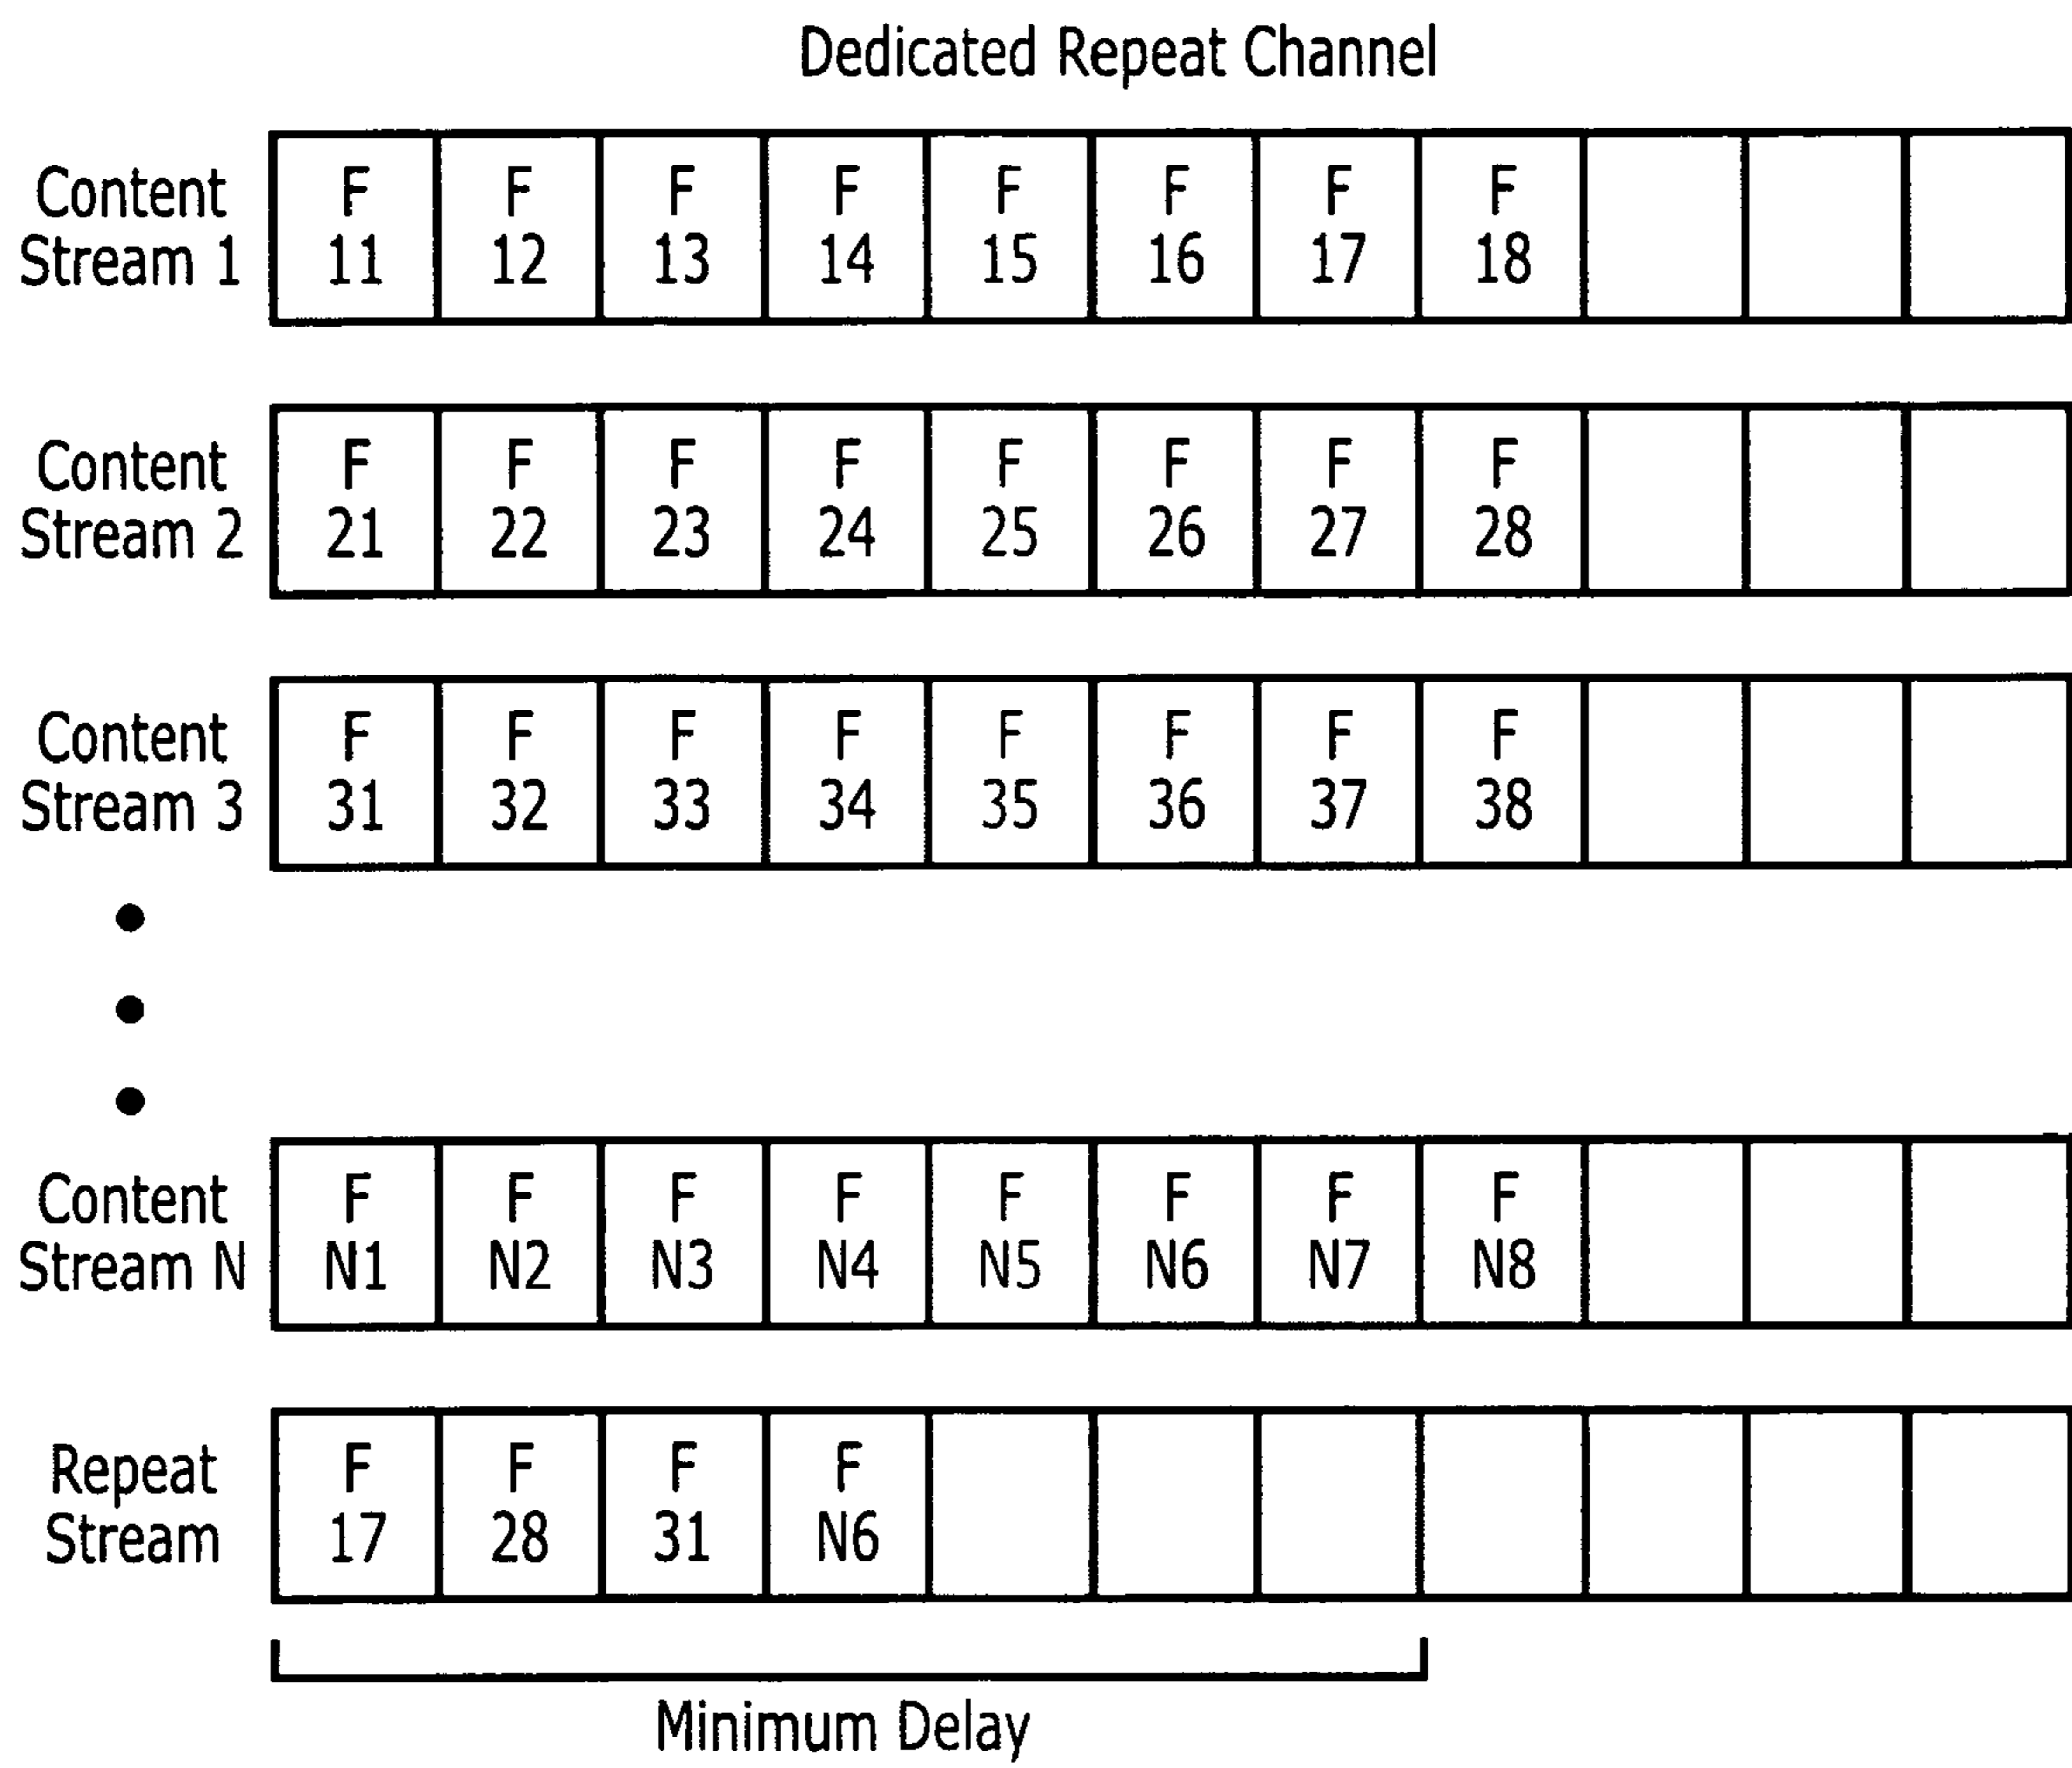 Dedicated Repeat Channel
Content
Stream 1
F F F F F F F F
11 12 13 14 15 16 17 18
Content
Stream 2
F F F F F F F F
21 22 23 24 25 26 27 28
Content
Stream 3
F F F F F F F F
31 32 33 34 35 36 37 38
Content
Stream N
F F F F F F F F
N1 N2 N3 N4 N5 N6 N7 N8
Repeat
Stream
F F F F
17 28 31 N6
Minimum Delay